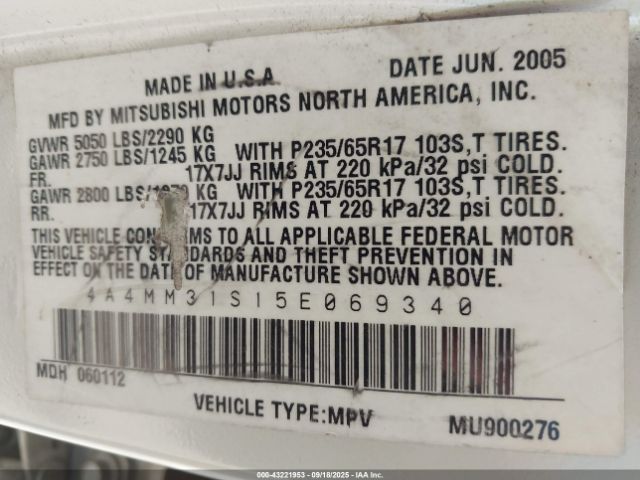 MADE IN U.S.A DATE JUN. 2005
MFD BY MITSUBISHI MOTORS NORTH AMERICA, INC.
GVWR 5050 LBS/2290 KG
GAWR 2750 LBS/1245 KG WITH P235/65R17 103S,T TIRES.
FR. 17X7JJ RIMS AT 220 kPa/32 psi COLD.
GAWR 2800 LBS/1270 KG WITH P235/65R17 103S,T TIRES.
RR. 17X7JJ RIMS AT 220 kPa/32 psi COLD.
THIS VEHICLE TO ALL APPLICABLE FEDERAL MOTOR
VEHICLE SAFETY AND THEFT PREVENTION IN
EFFECT ON THE DATE OF MANUFACTURE SHOWN ABOVE.
4A4MM31S15E069340
MDH 060112
VEHICLE TYPE:MPV MU900276
000-43221953 - 09/18/2025 - IAA Inc.